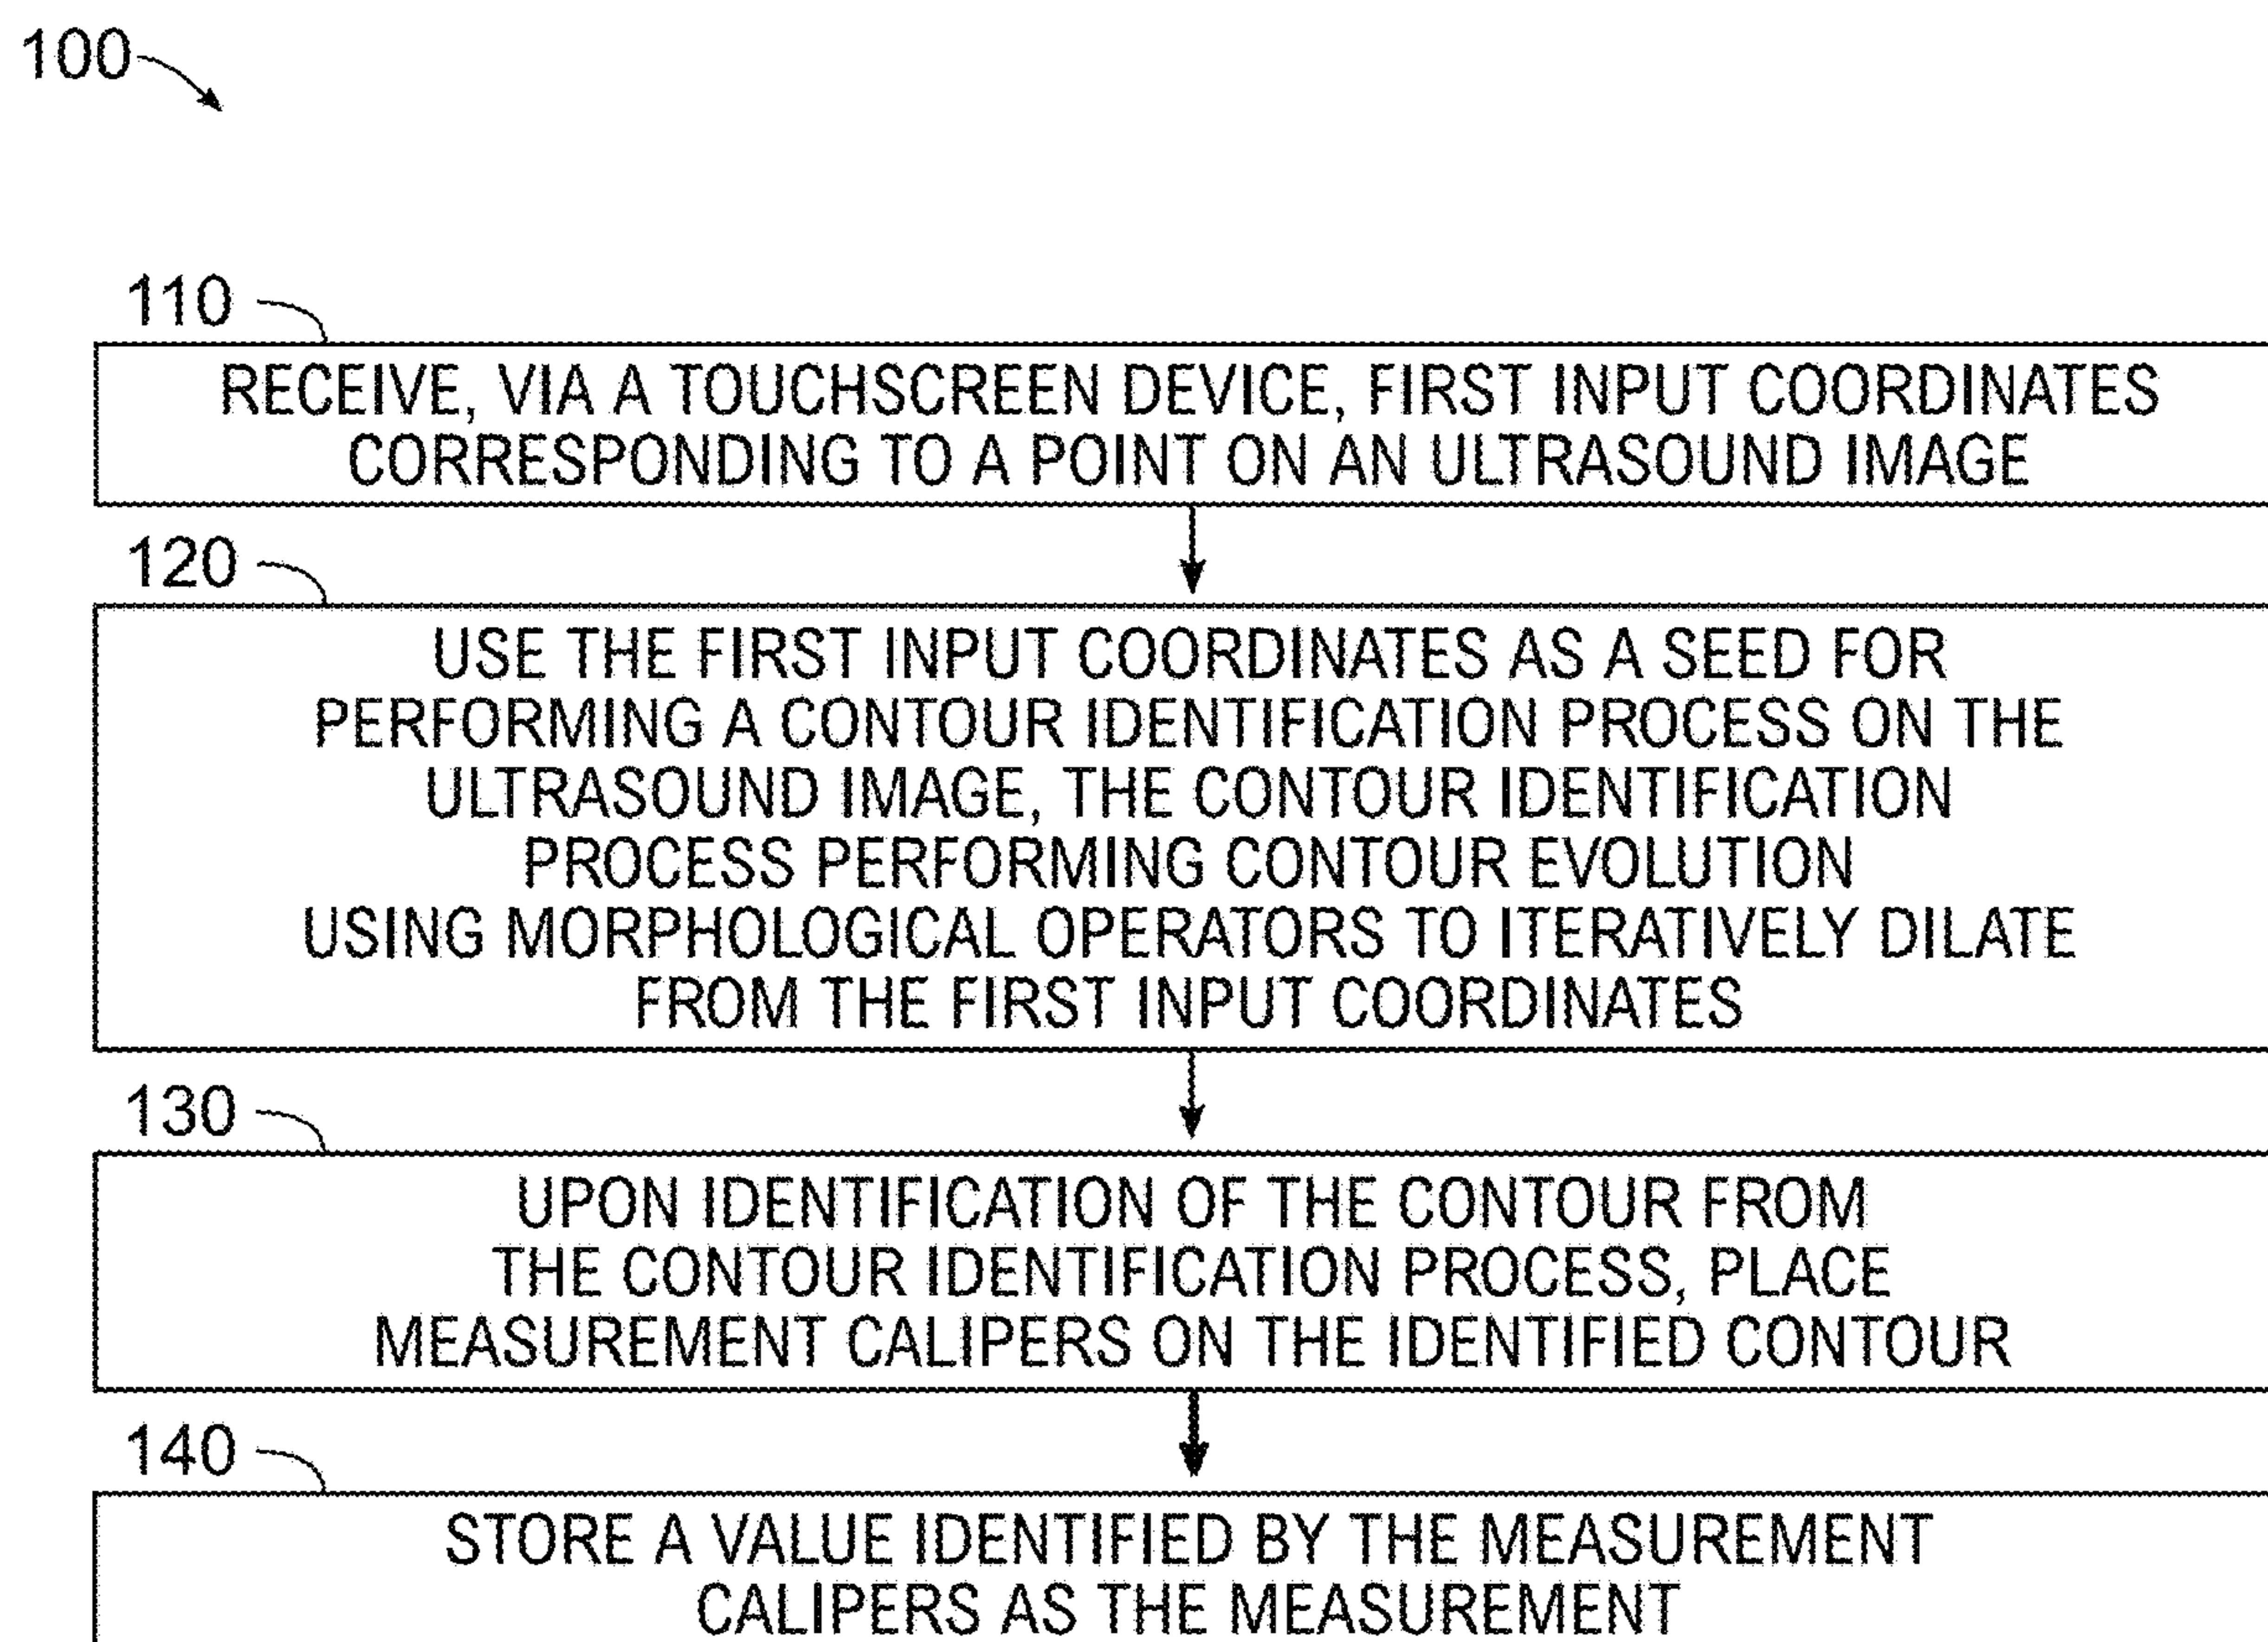 100
110
RECEIVE, VIA A TOUCHSCREEN DEVICE, FIRST INPUT COORDINATES
CORRESPONDING TO A POINT ON AN ULTRASOUND IMAGE
120
USE THE FIRST INPUT COORDINATES AS A SEED FOR
PERFORMING A CONTOUR IDENTIFICATION PROCESS ON THE
ULTRASOUND IMAGE, THE CONTOUR IDENTIFICATION
PROCESS PERFORMING CONTOUR EVOLUTION
USING MORPHOLOGICAL OPERATORS TO ITERATIVELY DILATE
FROM THE FIRST INPUT COORDINATES
130
UPON IDENTIFICATION OF THE CONTOUR FROM
THE CONTOUR IDENTIFICATION PROCESS, PLACE
MEASUREMENT CALIPERS ON THE IDENTIFIED CONTOUR
140
STORE A VALUE IDENTIFIED BY THE MEASUREMENT
CALIPERS AS THE MEASUREMENT